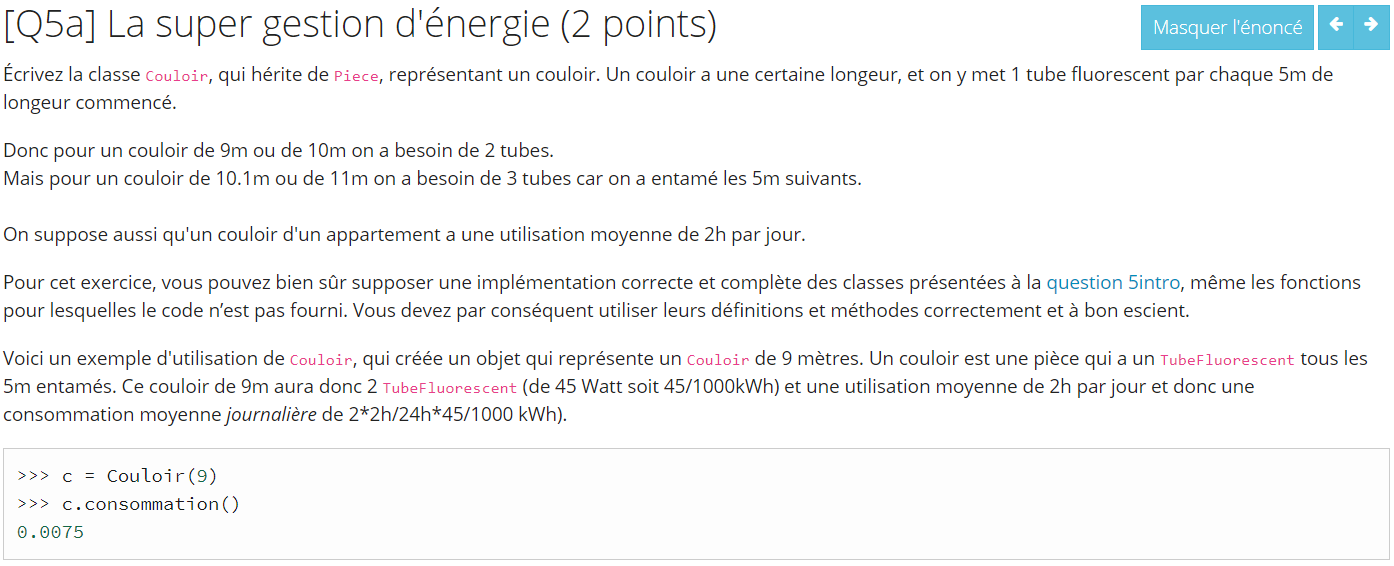 [Q5a] La super gestion d'énergie (2 points)
Masquer l'énoncé
Écrivez la classe Couloir, qui hérite de Piece, représentant un couloir. Un couloir a une certaine longeur, et on y met 1 tube fluorescent par chaque 5m de
longeur commencé.
Donc pour un couloir de 9m ou de 10m on a besoin de 2 tubes.
Mais pour un couloir de 10.1m ou de 11m on a besoin de 3 tubes car on a entamé les 5m suivants.
On suppose aussi qu'un couloir d'un appartement a une utilisation moyenne de 2h par jour.
Pour cet exercice, vous pouvez bien sûr supposer une implémentation correcte et complète des classes présentées à la question 5intro, même les fonctions
pour lesquelles le code n’est pas fourni. Vous devez par conséquent utiliser leurs définitions et méthodes correctement et à bon escient.
Voici un exemple d'utilisation de Couloir, qui créée un objet qui représente un Couloir de 9 mètres. Un couloir est une pièce qui a un TubeFluorescent tous les
5m entamés. Ce couloir de 9m aura donc 2 TubeFluorescent (de 45 Watt soit 45/1000kWh) et une utilisation moyenne de 2h par jour et donc une
consommation moyenne journalière de 2*2h/24h*45/1000 kWh).
>>> c = Couloir(9)
>>> c.consommation()
0.0075